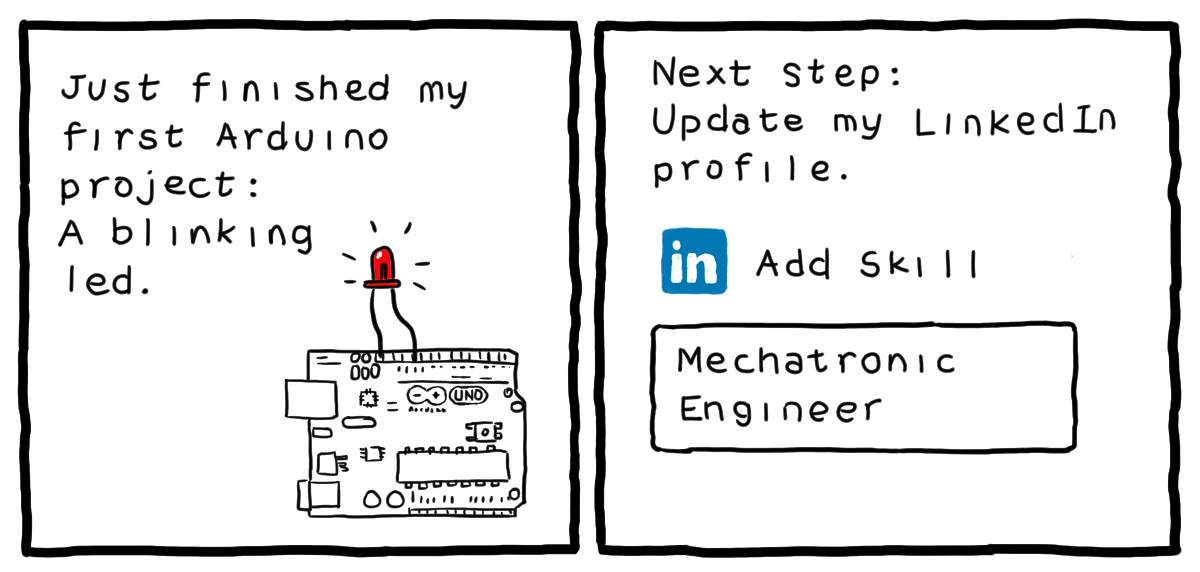 Just finished my
first Arduino
project:
A blinking
led.
UNO
Arduino
Next step:
Update my LinkedIn
profile.
in Add Skill
Mechatronic
Engineer